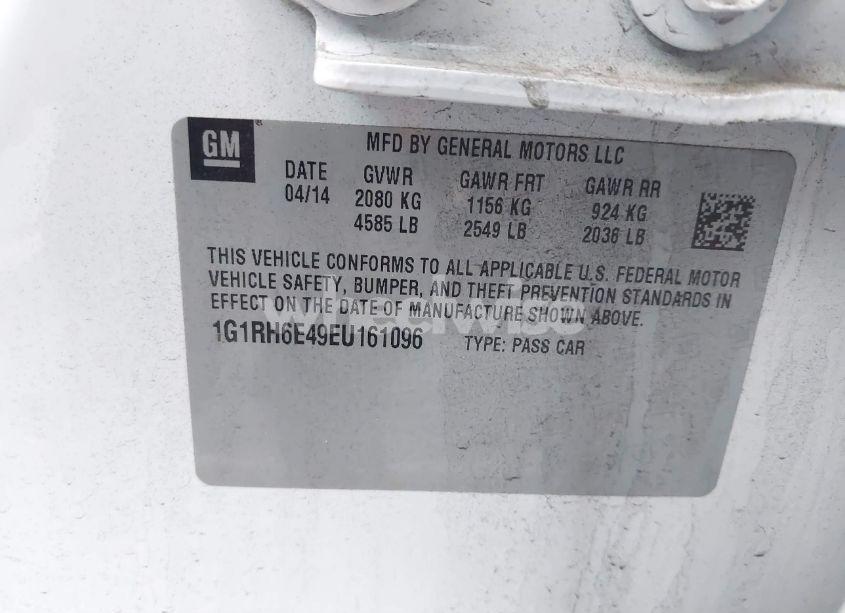 GM
MFD BY GENERAL MOTORS LLC
DATE GVWR GAWR FRT GAWR RR
04/14 2080 KG 1156 KG 924 KG
4585 LB 2549 LB 2036 LB
THIS VEHICLE CONFORMS TO ALL APPLICABLE U.S. FEDERAL MOTOR
VEHICLE SAFETY, BUMPER, AND THEFT PREVENTION STANDARDS IN
EFFECT ON THE DATE OF MANUFACTURE SHOWN ABOVE.
wheelwise
1G1RH6E49EU161096 TYPE: PASS CAR